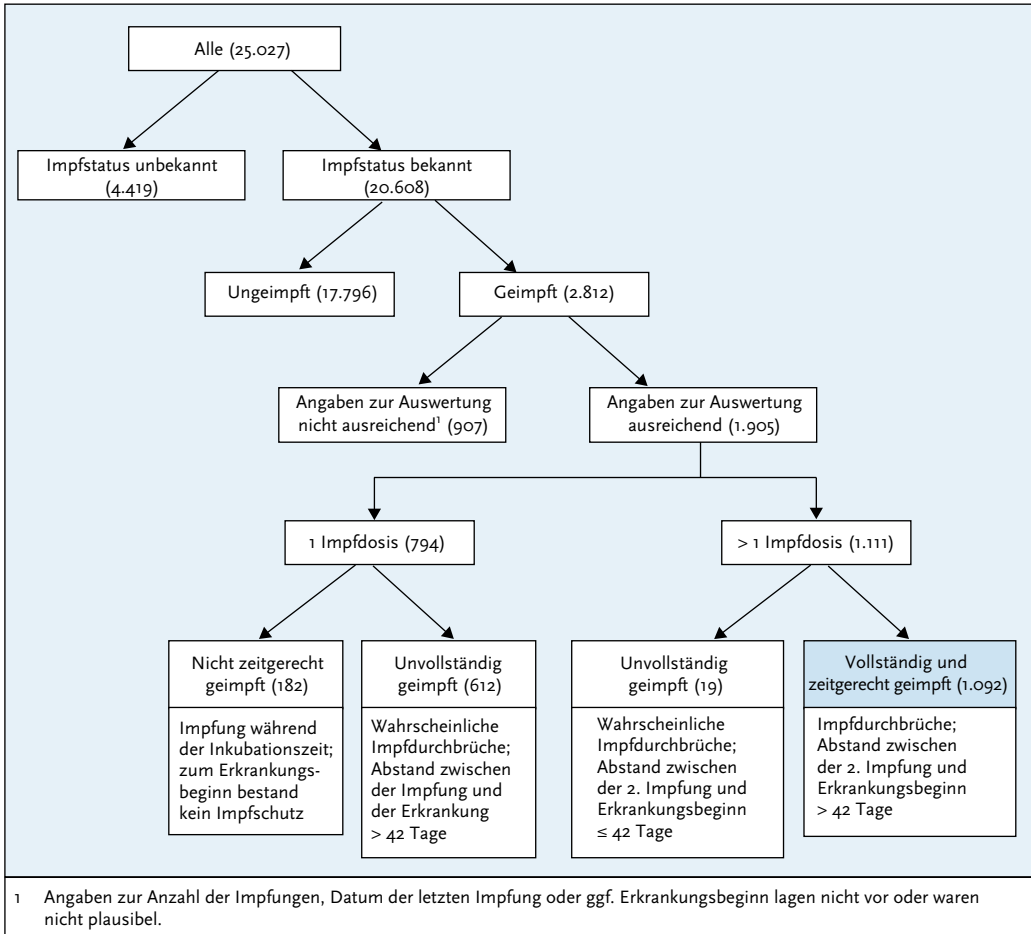 Alle (25.027)
Impfstatus unbekannt
(4.419)
Impfstatus bekannt
(20.608)
Ungeimpft (17.796)
Geimpft (2.812)
Angaben zur Auswertung
nicht ausreichend¹ (907)
Angaben zur Auswertung
ausreichend (1.905)
1 Impfdosis (794)
> 1 Impfdosis (1.111)
Nicht zeitgerecht
geimpft (182)
Impfung während
der Inkubationszeit;
zum Erkrankungs-
beginn bestand
kein Impfschutz
Unvollständig
geimpft (612)
Wahrscheinliche
Impfdurchbrüche;
Abstand zwischen
der Impfung und
der Erkrankung
> 42 Tage
Unvollständig
geimpft (19)
Wahrscheinliche
Impfdurchbrüche;
Abstand zwischen
der 2. Impfung und
Erkrankungsbeginn
≤ 42 Tage
Vollständig und
zeitgerecht geimpft (1.092)
Impfdurchbrüche;
Abstand zwischen
der 2. Impfung und
Erkrankungsbeginn
> 42 Tage
1 Angaben zur Anzahl der Impfungen, Datum der letzten Impfung oder ggf. Erkrankungsbeginn lagen nicht vor oder waren
nicht plausibel.